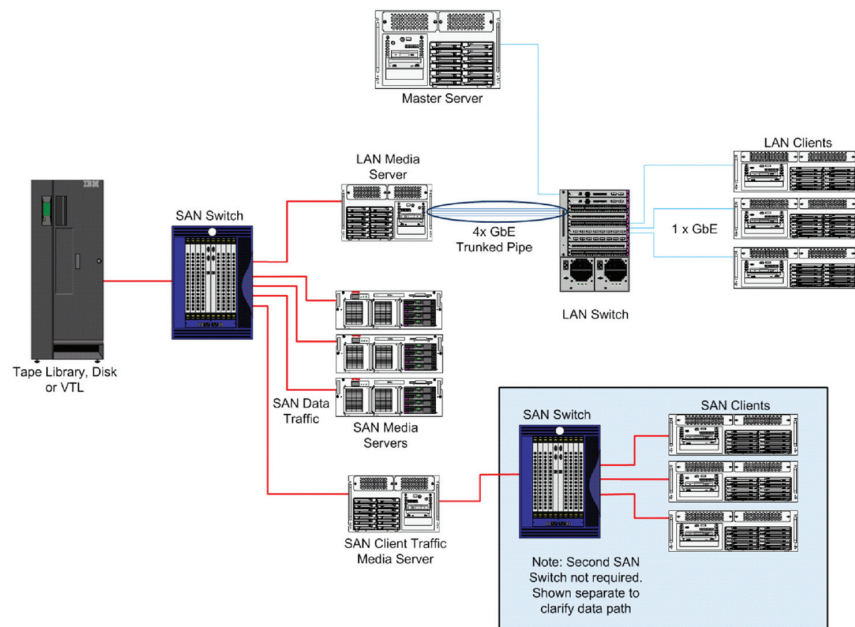 Master Server
LAN Media
Server
LAN Clients
IBM
SAN Switch
4x GbE
Trunked Pipe
1 x GbE
LAN Switch
Tape Library, Disk
or VTL
SAN Data
Traffic
SAN Media
Servers
SAN Switch
SAN Clients
SAN Client Traffic
Media Server
Note: Second SAN
Switch not required.
Shown separate to
clarify data path